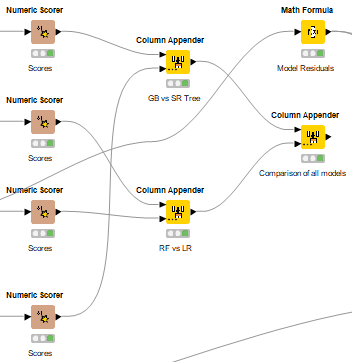 Numeric Scorer
Scores
Column Appender
GB vs SR Tree
Math Formula
Model Residuals
Numeric Scorer
Scores
Column Appender
Comparison of all models
Numeric Scorer
Scores
Column Appender
RF vs LR
Numeric Scorer
Scores